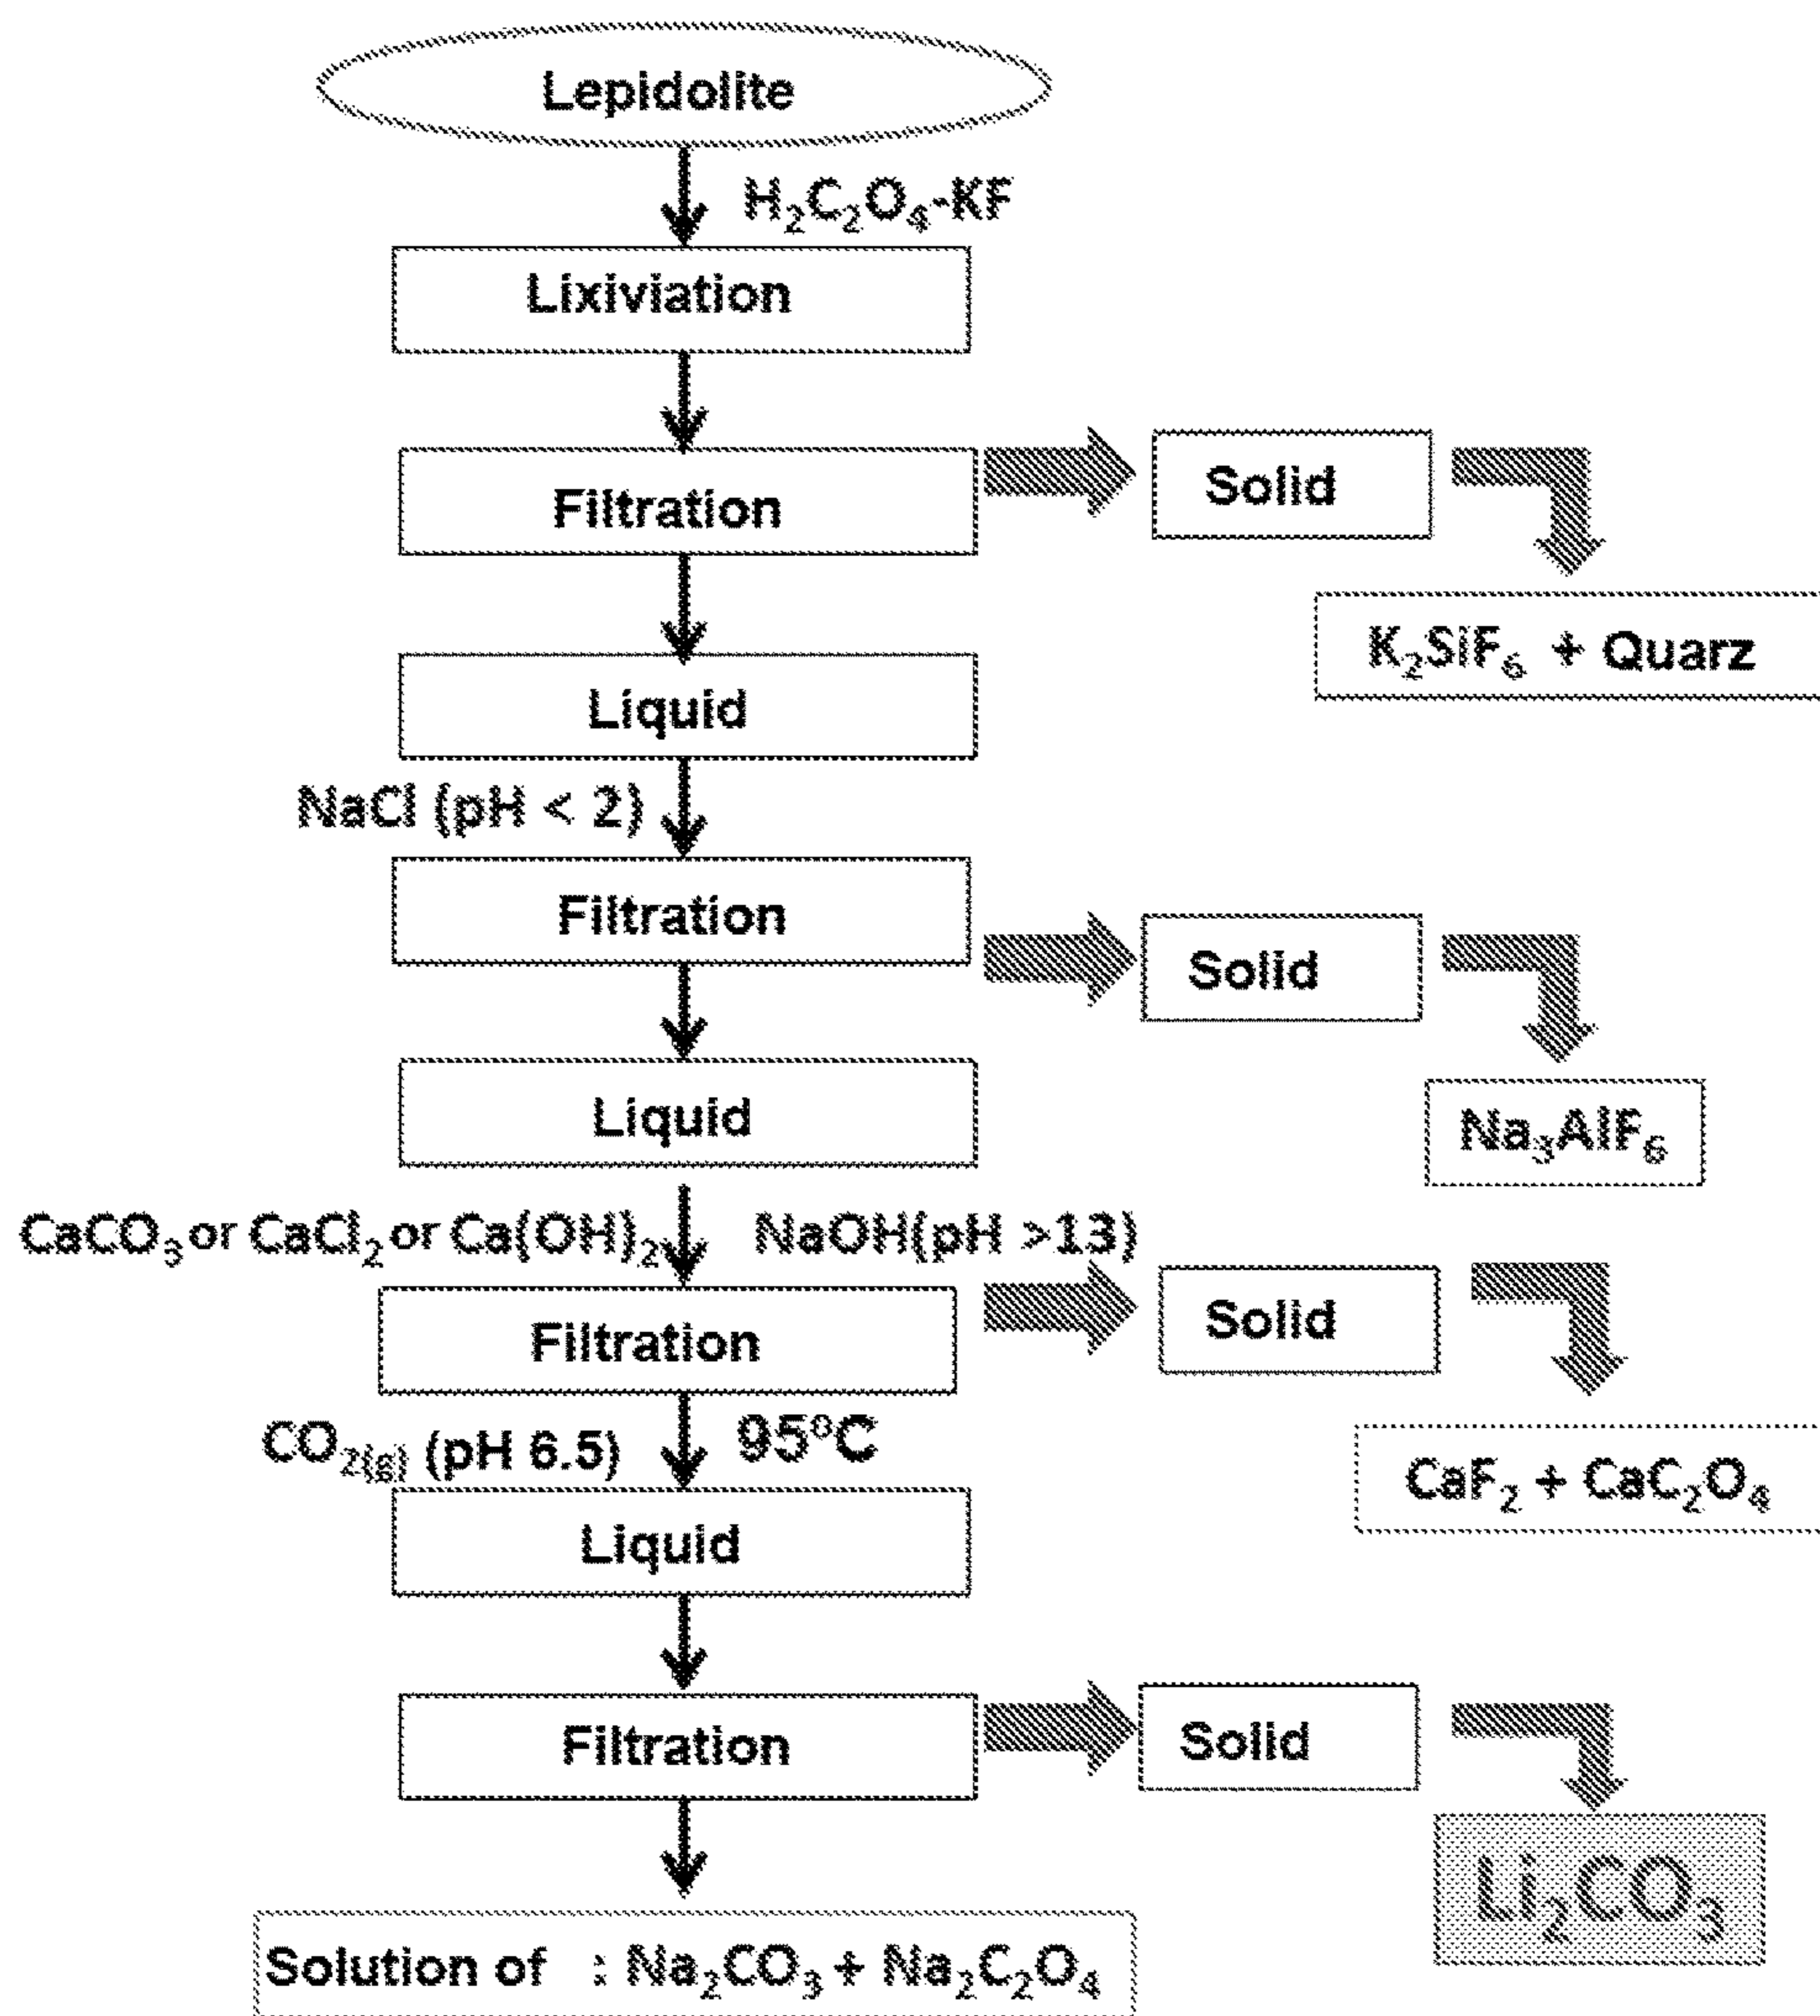 Lepidolite
H₂C₂O₄-KF
Lixiviation
Filtration
Solid
K₂SiF₆ + Quarz
Liquid
NaCl (pH < 2)
Filtration
Solid
Liquid
Na₃AlF₆
CaCO₃ or CaCl₂ or Ca(OH)₂ NaOH(pH >13)
Filtration
Solid
CO₂(g) (pH 6.5) 95°C
CaF₂ + CaC₂O₄
Liquid
Filtration
Solid
Li₂CO₃
Solution of : Na₂CO₃ + Na₂C₂O₄